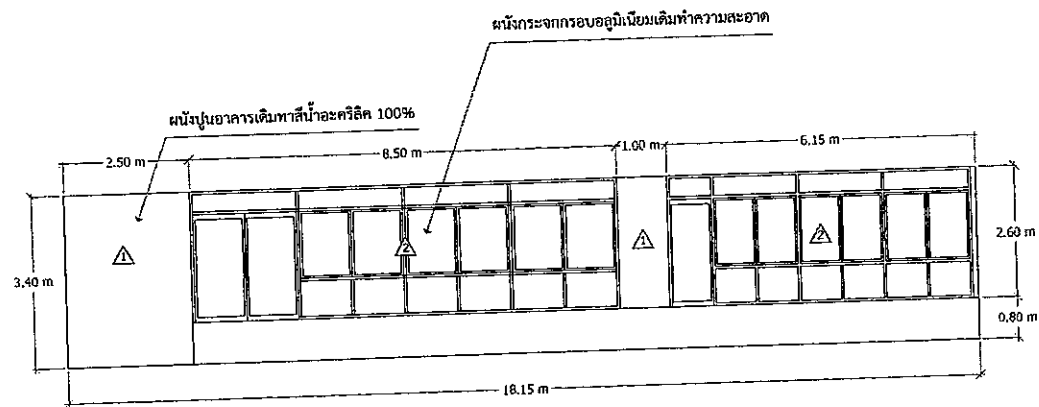 ผนังกระจกกรอบอลูมิเนียมเดิมทำความสะอาด
ผนังปูนอาคารเดิมทาสีน้ำอะคริลิค 100%
2.50 m
8.50 m
1.00 m
6.15 m
1
2
1
2
3.40 m
2.60 m
0.80 m
18.15 m